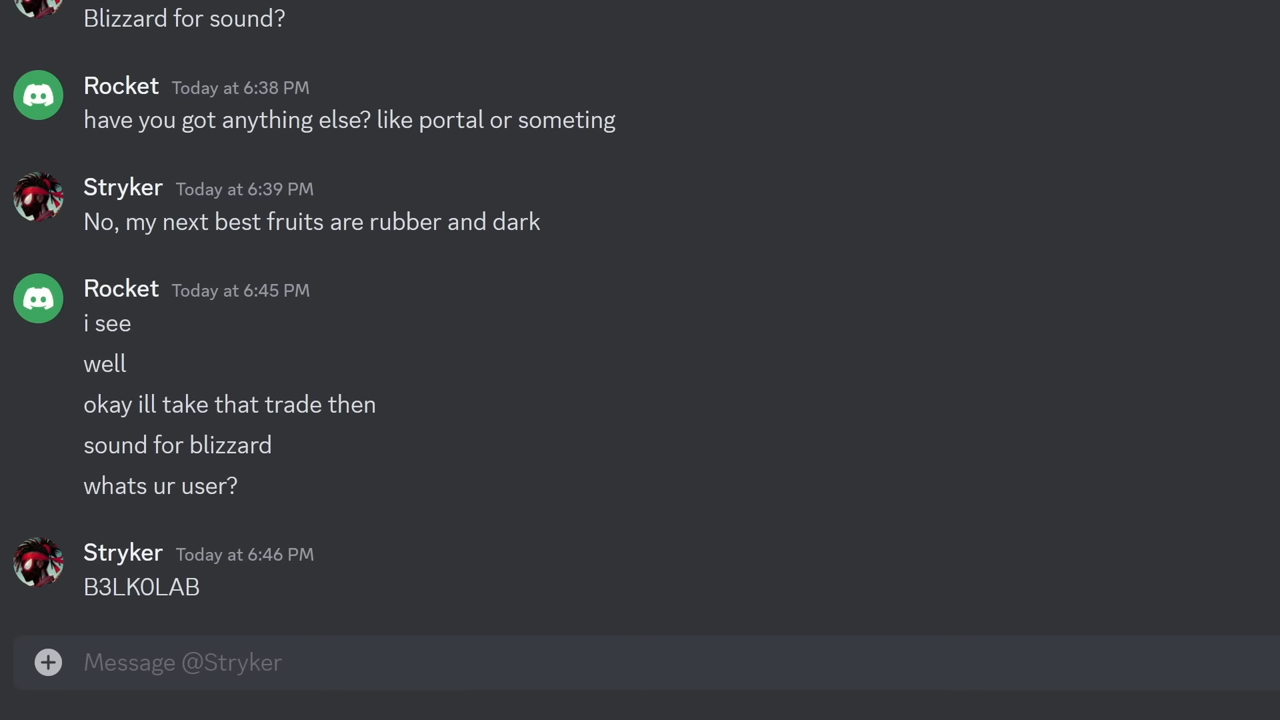 Blizzard for sound?
Rocket Today at 6:38 PM
have you got anything else? like portal or someting
Stryker Today at 6:39 PM
No, my next best fruits are rubber and dark
Rocket Today at 6:45 PM
i see
well
okay ill take that trade then
sound for blizzard
whats ur user?
Stryker Today at 6:46 PM
B3LK0LAB
Message @Stryker